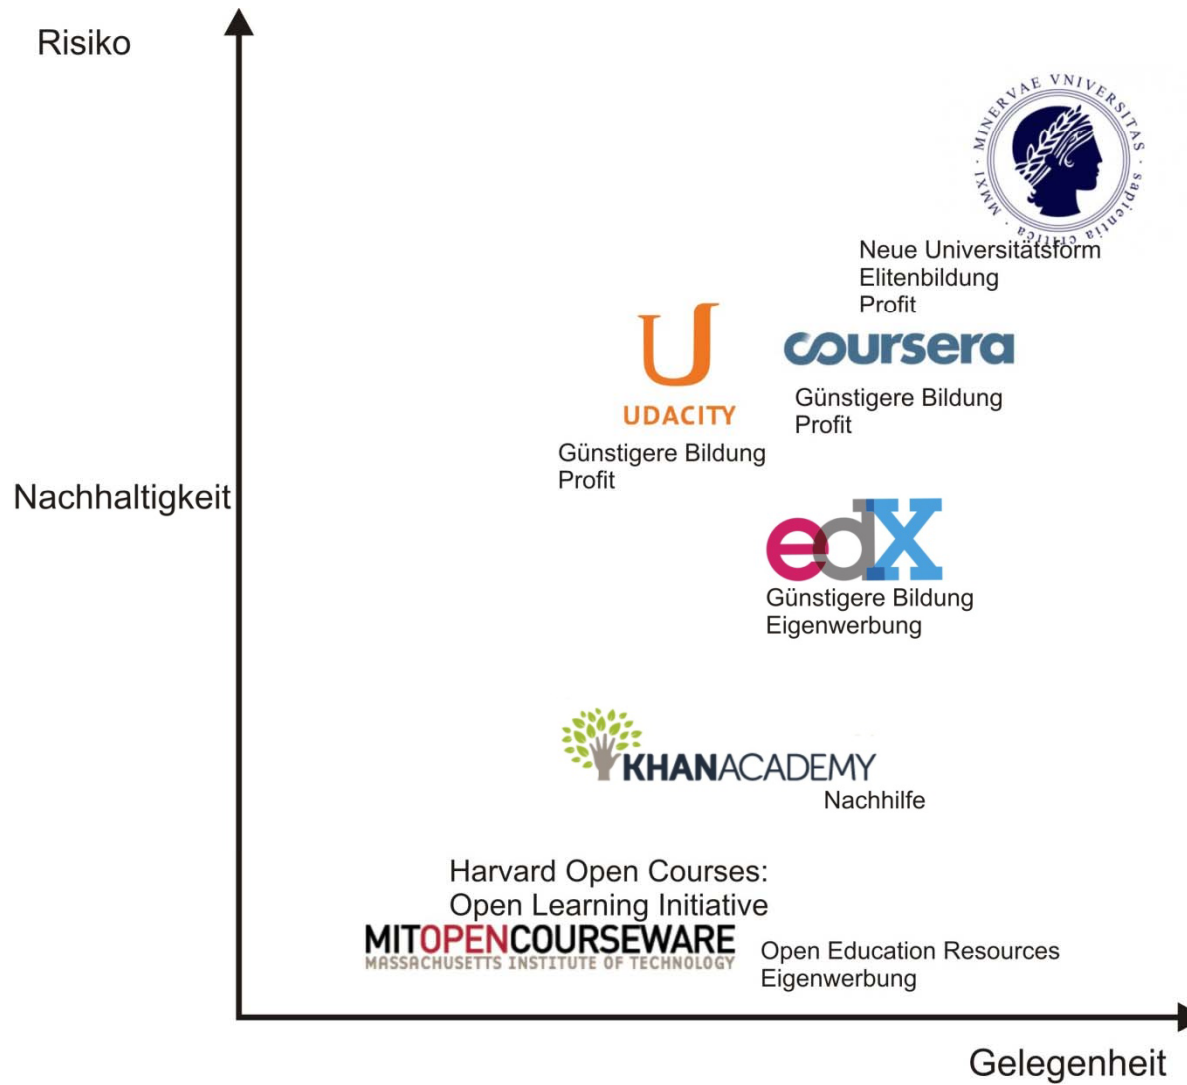 Risiko
MINERVAE VNIVERSITAS · sapientia critica · MMXI ·
Neue Universitätsform
Elitenbildung
Profit
U
UDACITY
coursera
Günstigere Bildung
Profit
Günstigere Bildung
Profit
Nachhaltigkeit
edX
Günstigere Bildung
Eigenwerbung
KHANACADEMY
Nachhilfe
Harvard Open Courses:
Open Learning Initiative
MITOPENCOURSEWARE
MASSACHUSETTS INSTITUTE OF TECHNOLOGY
Open Education Resources
Eigenwerbung
Gelegenheit